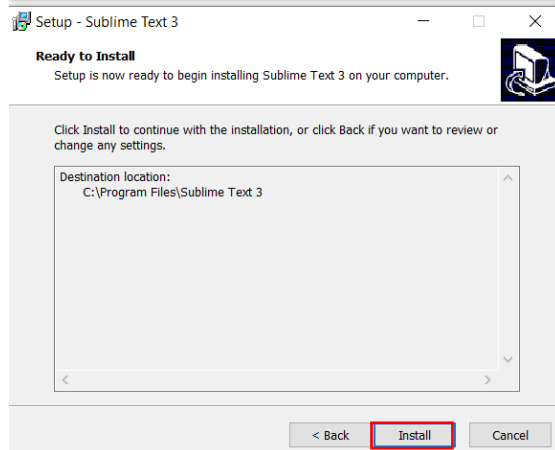 Setup - Sublime Text 3
Ready to Install
Setup is now ready to begin installing Sublime Text 3 on your computer.
Click Install to continue with the installation, or click Back if you want to review or
change any settings.
Destination location:
C:\Program Files\Sublime Text 3
< Back
Install
Cancel